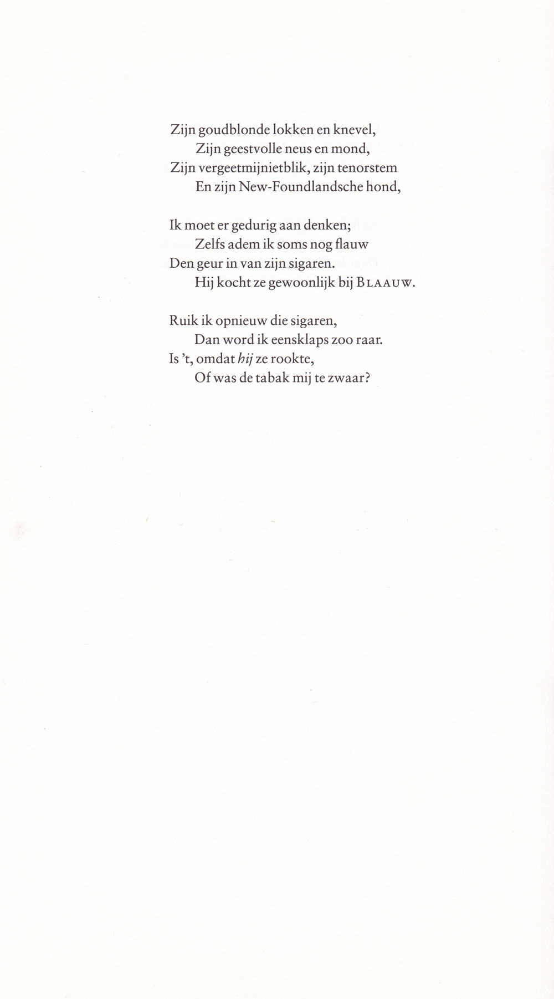 Zijn goudblonde lokken en knevel,
Zijn geestvolle neus en mond,
Zijn vergeetmijnietblik, zijn tenorstem
En zijn New-Foundlandsche hond,

Ik moet er gedurig aan denken;
Zelfs adem ik soms nog flauw
Den geur in van zijn sigaren.
Hij kocht ze gewoonlijk bij BLAAUW.

Ruik ik opnieuw die sigaren,
Dan word ik eensklaps zoo raar.
Is ’t, omdat hij ze rookte,
Of was de tabak mij te zwaar?